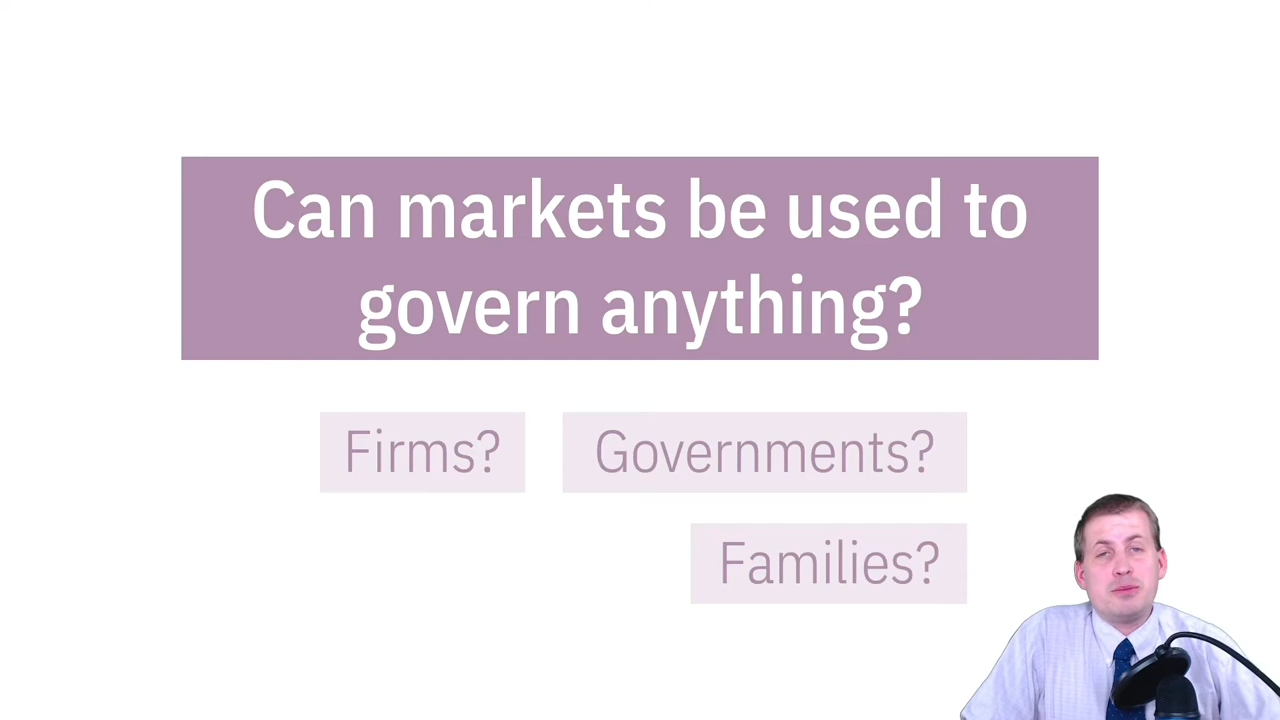 Can markets be used to
govern anything?
Firms?
Governments?
Families?